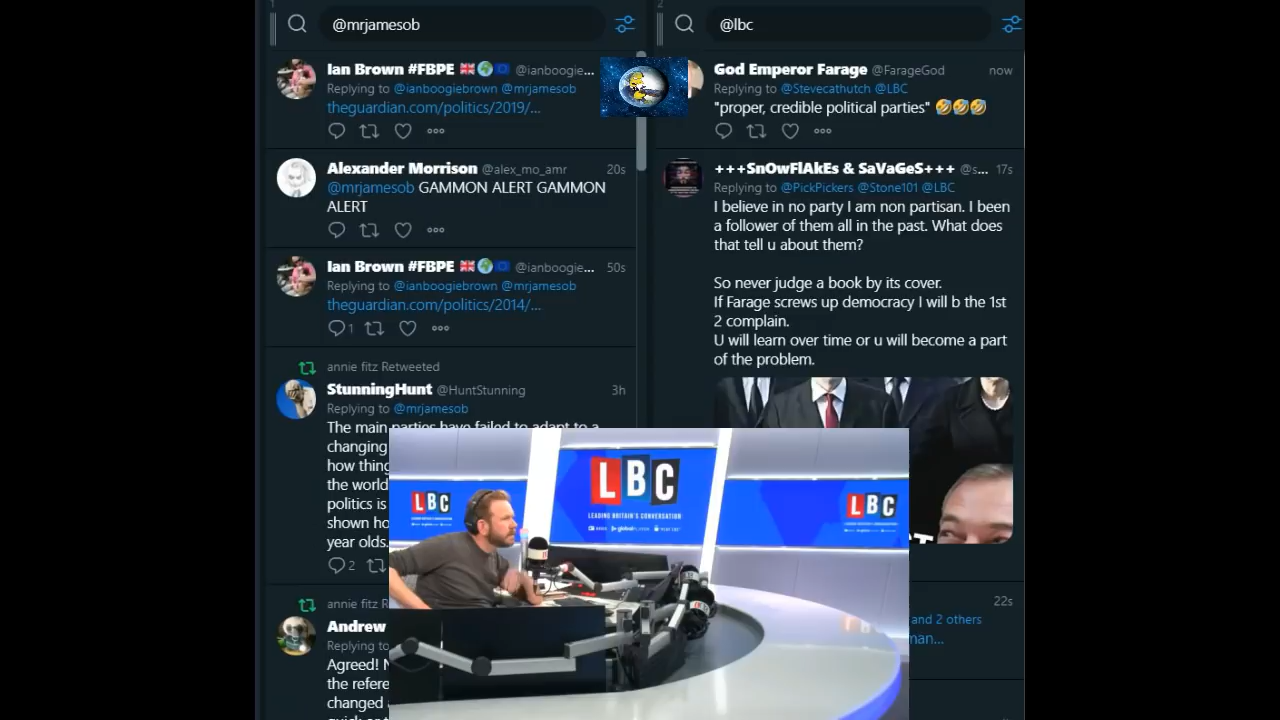 @mrjamesob
Ian Brown #FBPE @ianboogie...
Replying to @ianboogiebrown @mrjamesob
theguardian.com/politics/2019/...
Alexander Morrison @alex_mo_amr 20s
@mrjamesob GAMMON ALERT GAMMON
ALERT
Ian Brown #FBPE @ianboogie... 50s
Replying to @ianboogiebrown @mrjamesob
theguardian.com/politics/2014/...
1
annie fitz Retweeted
StunningHunt @HuntStunning 3h
Replying to @mrjamesob
The main parties have failed to adapt to a
changing
how thing
the world
politics is
shown ho
year olds.
2
annie fitz R
Andrew
Replying to
Agreed! N
the refere
changed
@lbc
God Emperor Farage @FarageGod now
Replying to @Stevecathutch @LBC
"proper, credible political parties" 🤣🤣🤣
+++SnOwFlAkEs & SaVaGeS+++ @s... 17s
Replying to @PickPickers @Stone101 @LBC
I believe in no party I am non partisan. I been
a follower of them all in the past. What does
that tell u about them?
So never judge a book by its cover.
If Farage screws up democracy I will b the 1st
2 complain.
U will learn over time or u will become a part
of the problem.
22s
and 2 others
man...
LBC
LBC
LEADING BRITAIN'S CONVERSATION
LBC